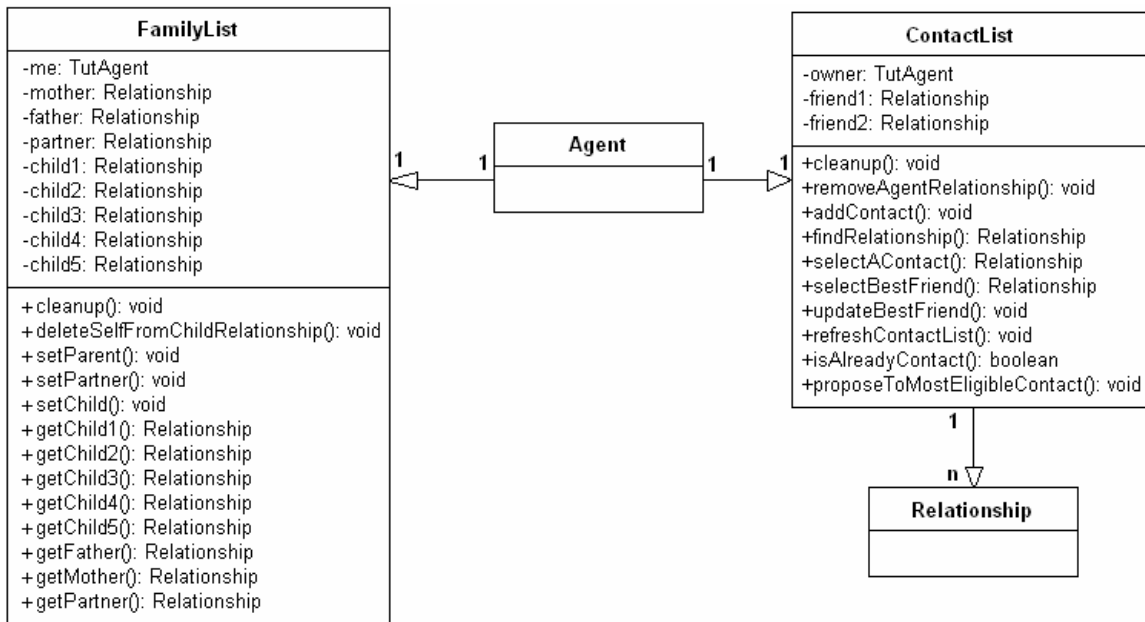 FamilyList
-me: TutAgent
-mother: Relationship
-father: Relationship
-partner: Relationship
-child1: Relationship
-child2: Relationship
-child3: Relationship
-child4: Relationship
-child5: Relationship
+cleanup(): void
+deleteSelfFromChildRelationship(): void
+setParent(): void
+setPartner(): void
+setChild(): void
+getChild1(): Relationship
+getChild2(): Relationship
+getChild3(): Relationship
+getChild4(): Relationship
+getChild5(): Relationship
+getFather(): Relationship
+getMother(): Relationship
+getPartner(): Relationship
1
1
Agent
1
1
ContactList
-owner: TutAgent
-friend1: Relationship
-friend2: Relationship
+cleanup(): void
+removeAgentRelationship(): void
+addContact(): void
+findRelationship(): Relationship
+selectAContact(): Relationship
+selectBestFriend(): Relationship
+updateBestFriend(): void
+refreshContactList(): void
+isAlreadyContact(): boolean
+proposeToMostEligibleContact(): void
1
n
Relationship